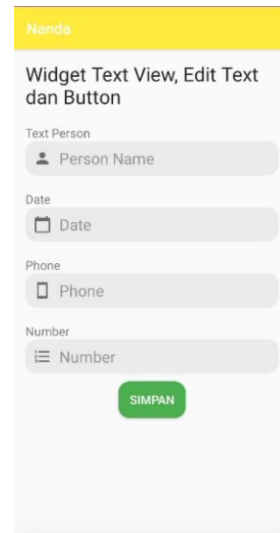 Nanda
Widget Text View, Edit Text
dan Button
Text Person
Person Name
Date
Date
Phone
Phone
Number
Number
SIMPAN